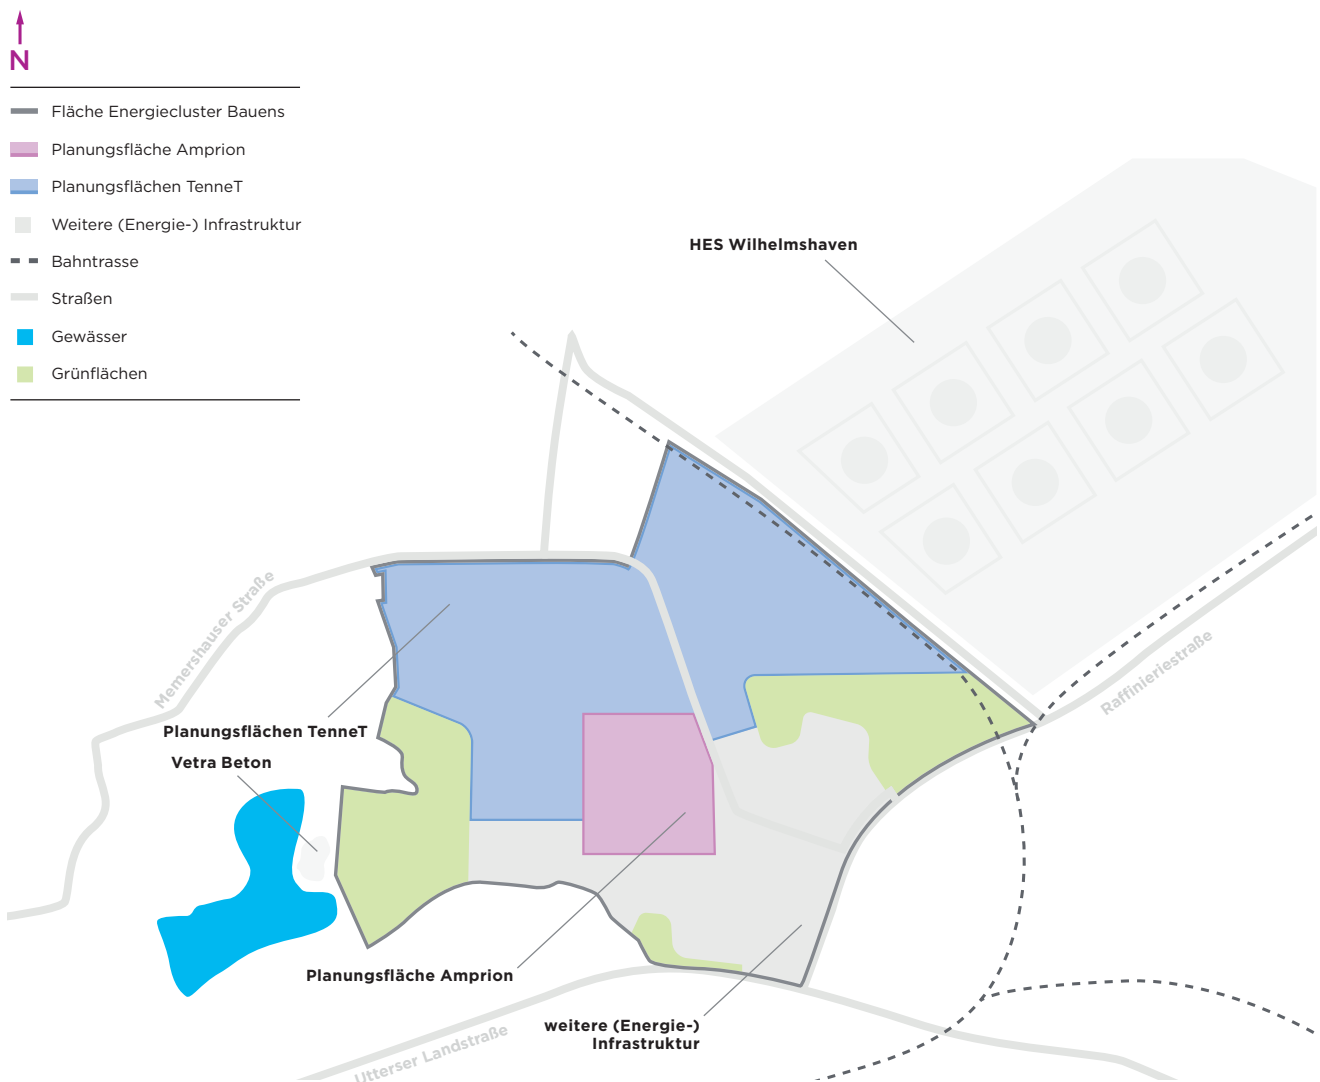 N
Fläche Energiecluster Bauens
Planungsfläche Amprion
Planungsflächen TenneT
Weitere (Energie-) Infrastruktur
Bahntrasse
Straßen
Gewässer
Grünflächen
HES Wilhelmshaven
Memershauser Straße
Raffinieriestraße
Planungsflächen TenneT
Vetra Beton
Planungsfläche Amprion
weitere (Energie-)
Infrastruktur
Utterser Landstraße